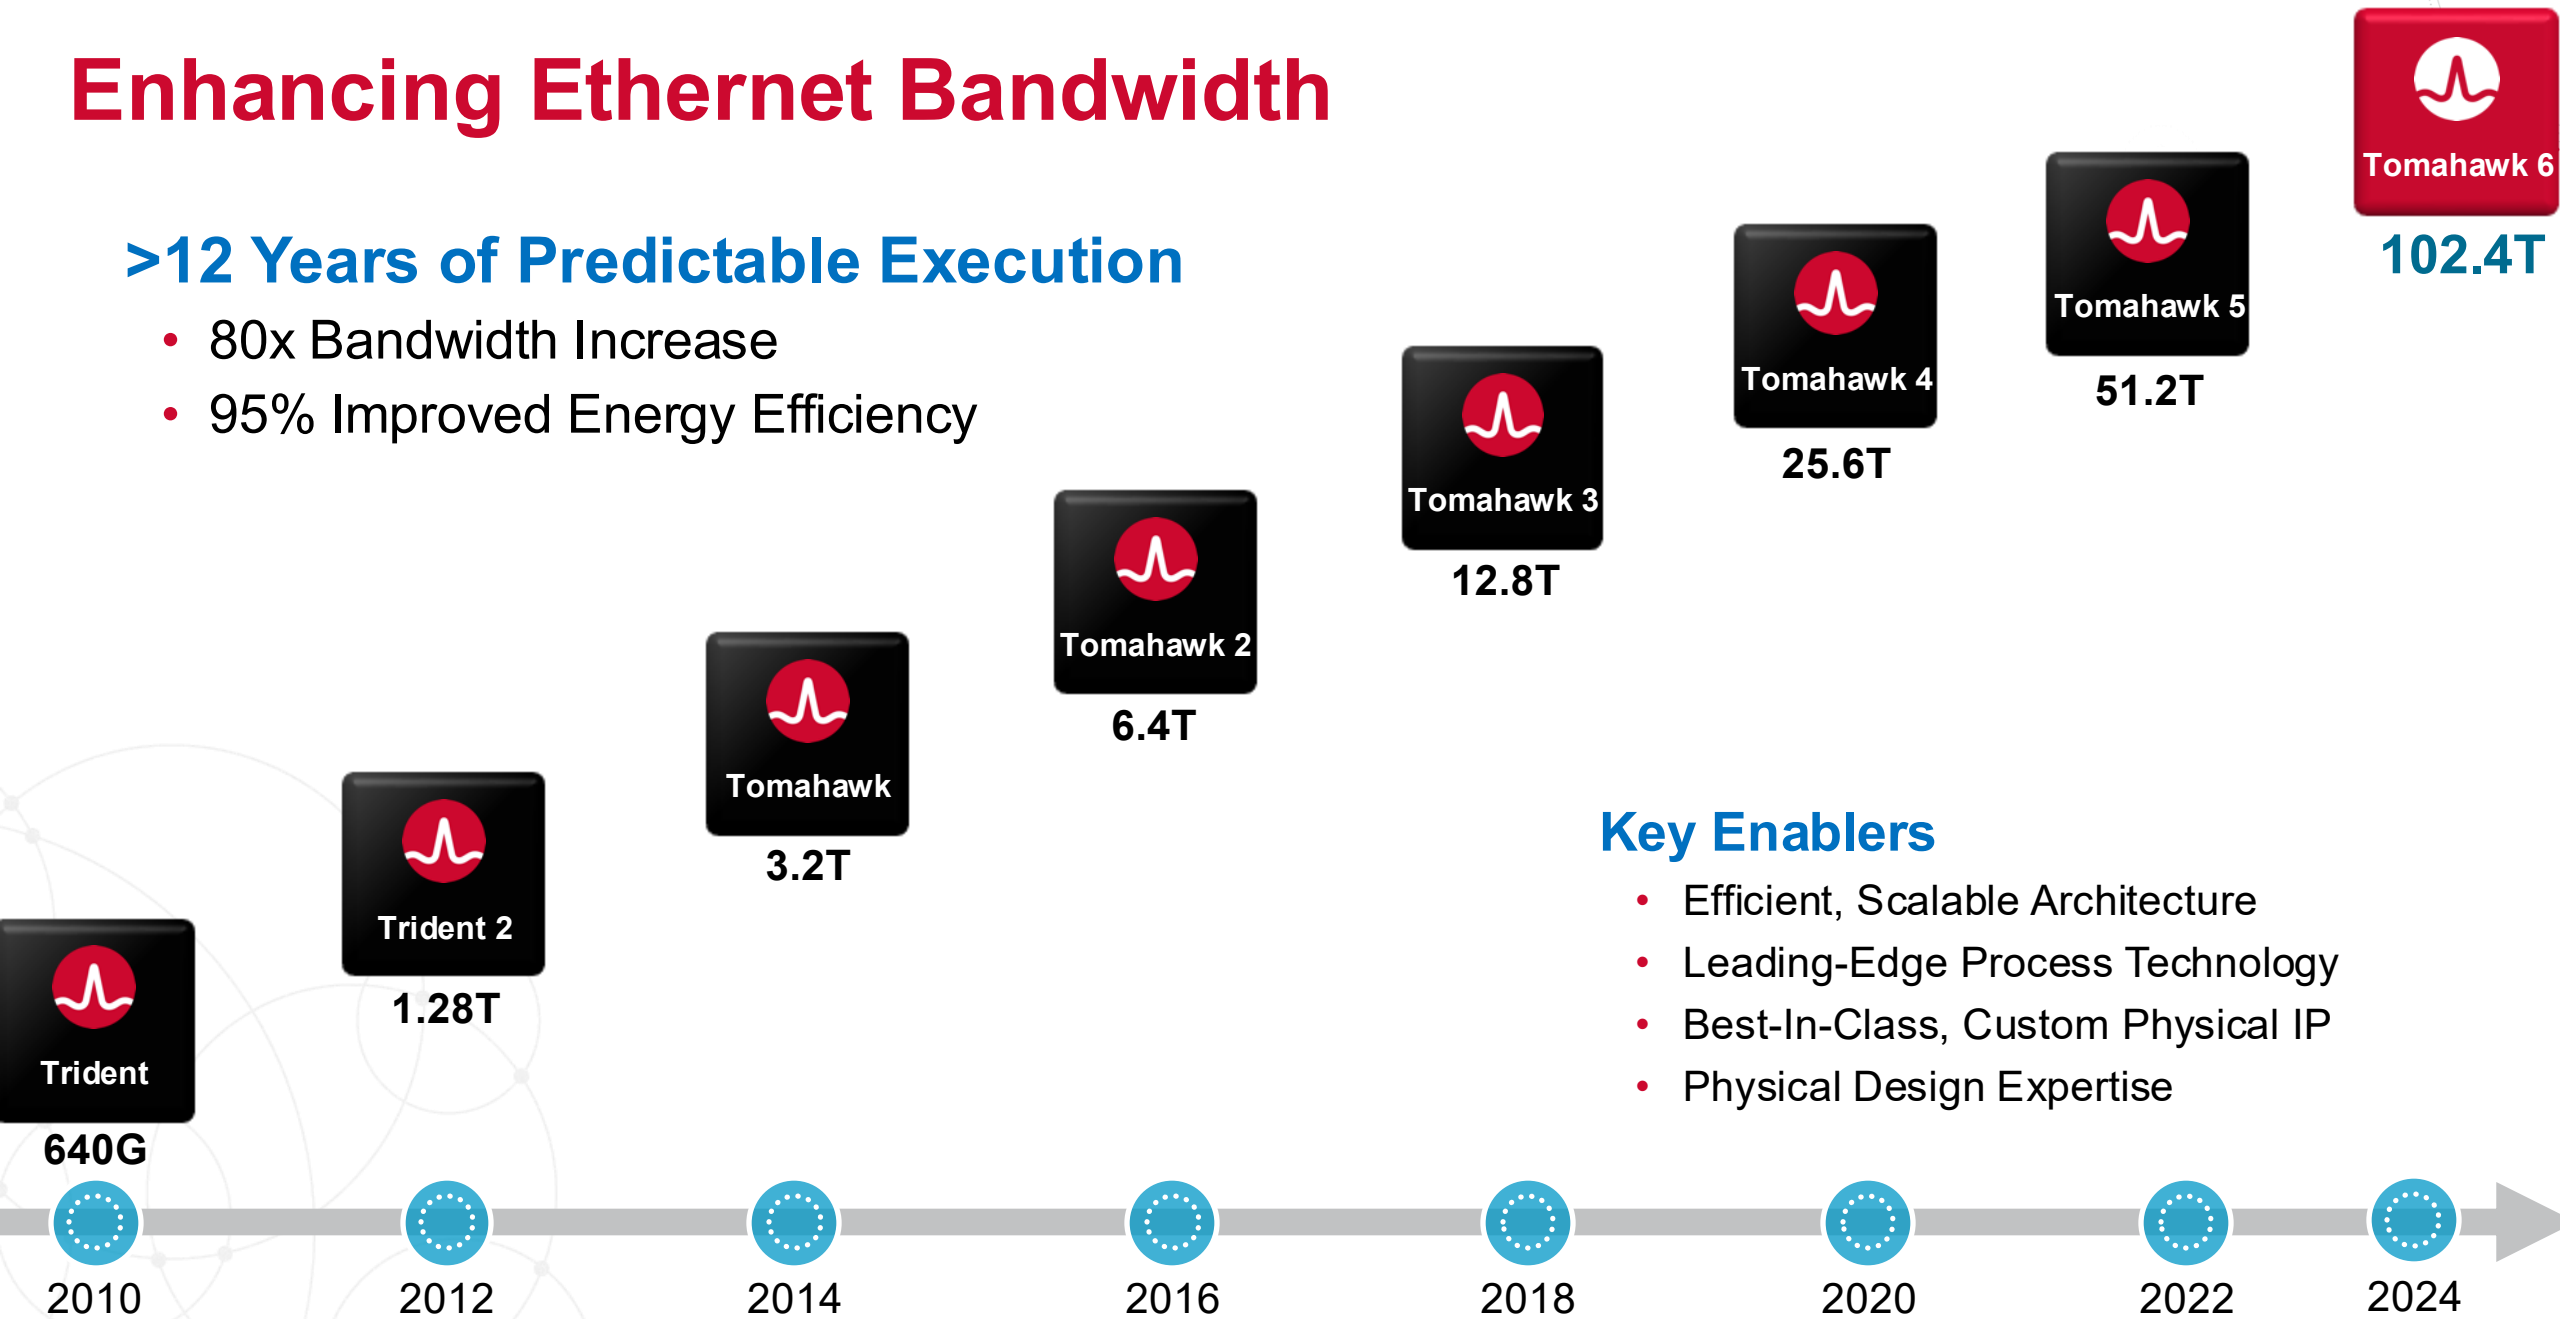 Enhancing Ethernet Bandwidth
>12 Years of Predictable Execution
• 80x Bandwidth Increase
• 95% Improved Energy Efficiency
Tomahawk 6
102.4T
Tomahawk 5
51.2T
Tomahawk 4
25.6T
Tomahawk 3
12.8T
Tomahawk 2
6.4T
Tomahawk
3.2T
Trident 2
1.28T
Trident
640G
Key Enablers
• Efficient, Scalable Architecture
• Leading-Edge Process Technology
• Best-In-Class, Custom Physical IP
• Physical Design Expertise
2010 2012 2014 2016 2018 2020 2022 2024